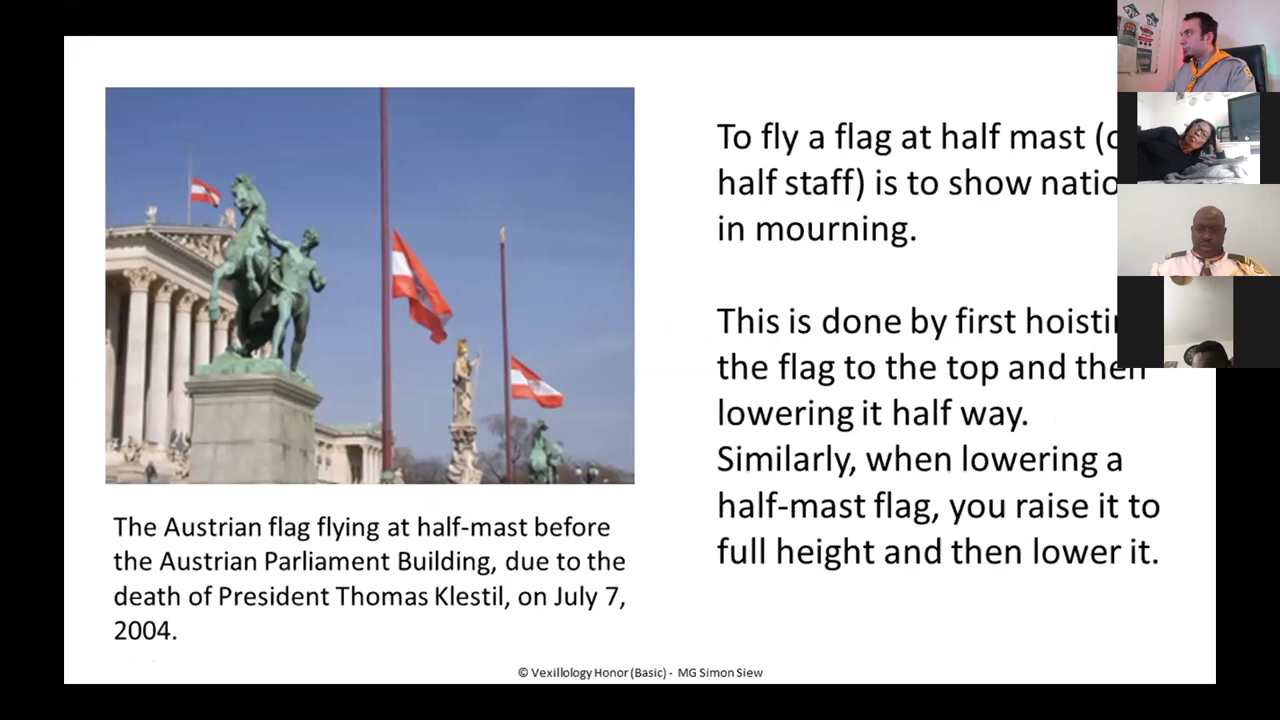 To fly a flag at half mast (
half staff) is to show natio
in mourning.
This is done by first hoisti
the flag to the top and then
lowering it half way.
Similarly, when lowering a
half-mast flag, you raise it to
full height and then lower it.
The Austrian flag flying at half-mast before
the Austrian Parliament Building, due to the
death of President Thomas Klestil, on July 7,
2004.
© Vexillology Honor (Basic) - MG Simon Siew